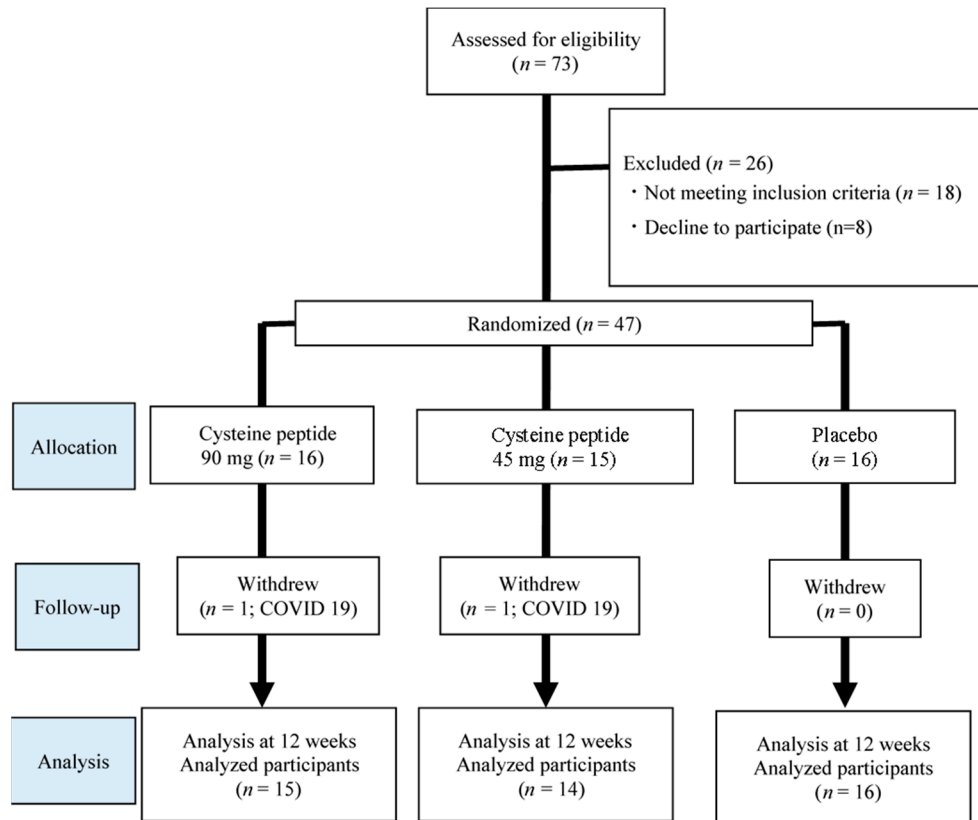 Assessed for eligibility
(n = 73)
Excluded (n = 26)
・Not meeting inclusion criteria (n = 18)
・Decline to participate (n=8)
Randomized (n = 47)
Allocation
Cysteine peptide
90 mg (n = 16)
Cysteine peptide
45 mg (n = 15)
Placebo
(n = 16)
Follow-up
Withdrew
(n = 1; COVID 19)
Withdrew
(n = 1; COVID 19)
Withdrew
(n = 0)
Analysis
Analysis at 12 weeks
Analyzed participants
(n = 15)
Analysis at 12 weeks
Analyzed participants
(n = 14)
Analysis at 12 weeks
Analyzed participants
(n = 16)